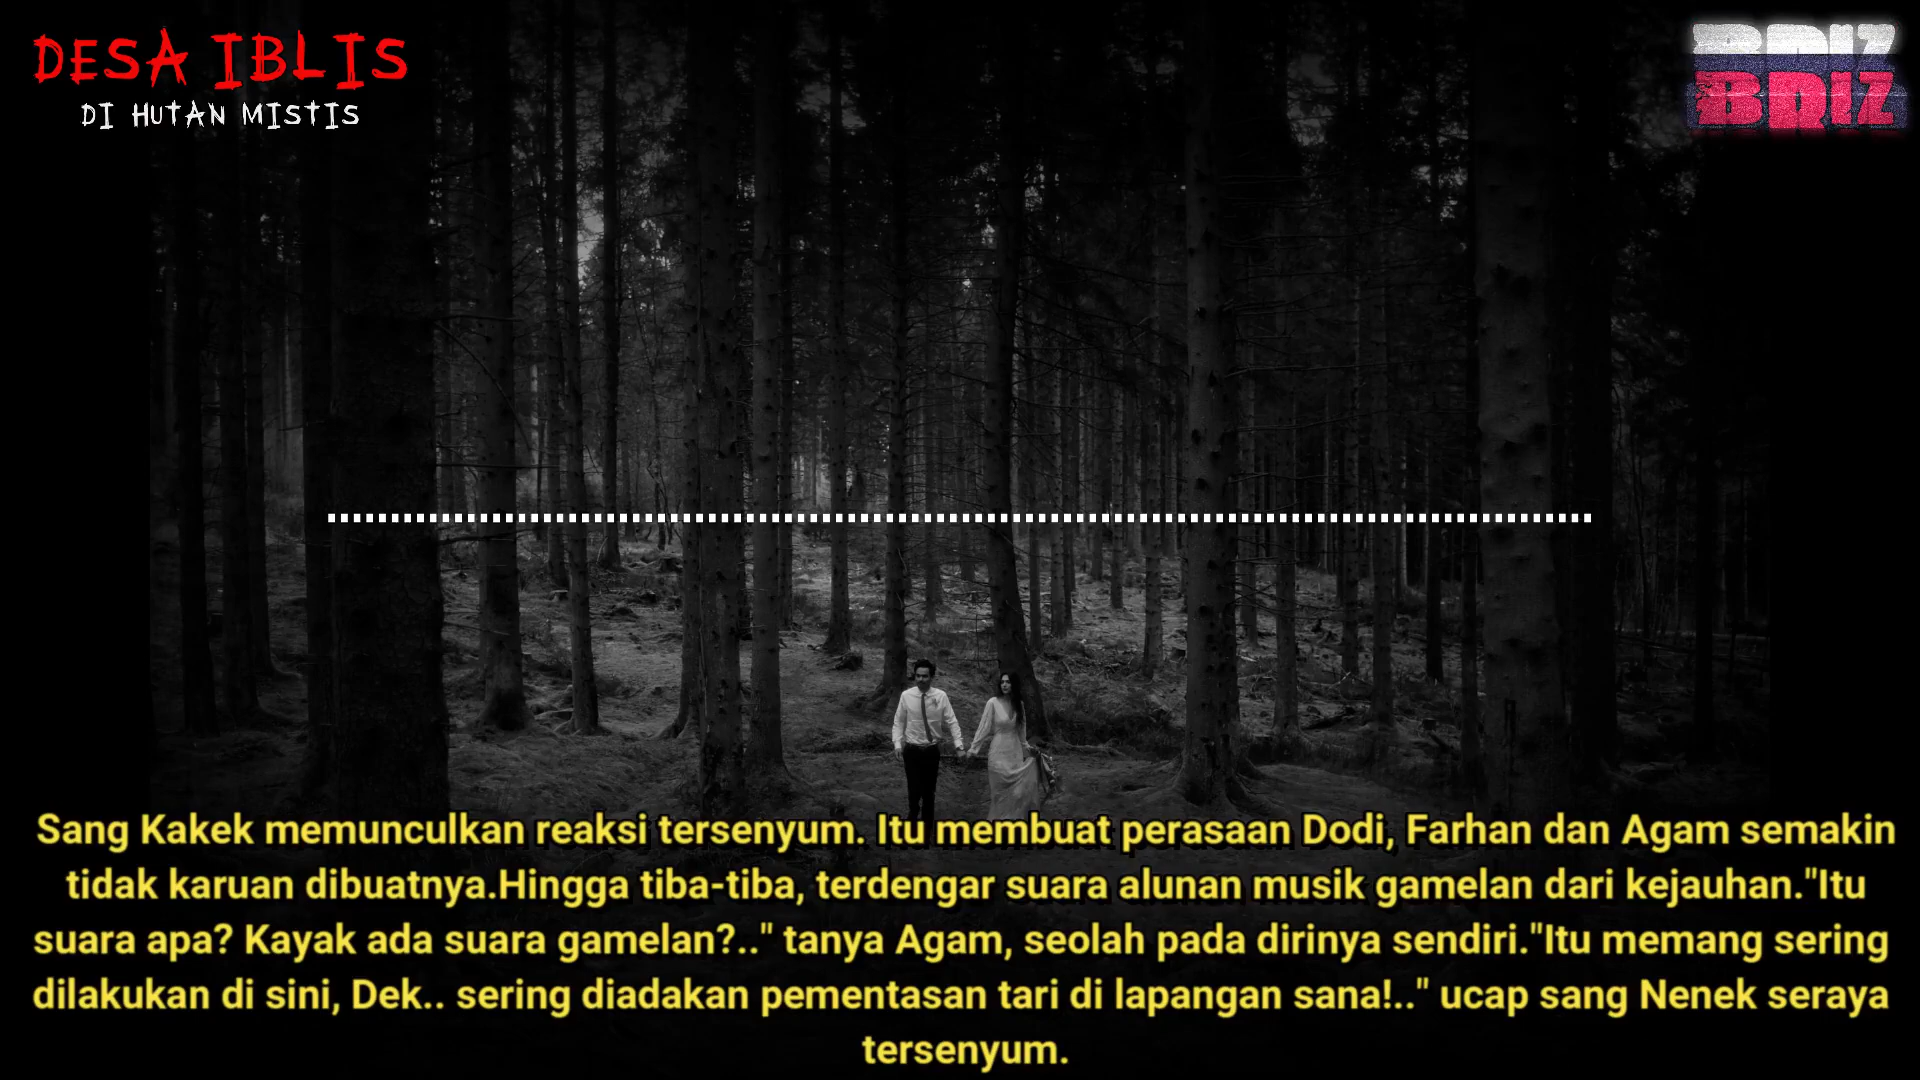 DESA IBLIS
DI HUTAN MISTIS
BRIZ
BRIZ
Sang Kakek memunculkan reaksi tersenyum. Itu membuat perasaan Dodi, Farhan dan Agam semakin
tidak karuan dibuatnya.Hingga tiba-tiba, terdengar suara alunan musik gamelan dari kejauhan."Itu
suara apa? Kayak ada suara gamelan?.." tanya Agam, seolah pada dirinya sendiri."Itu memang sering
dilakukan di sini, Dek.. sering diadakan pementasan tari di lapangan sana!.." ucap sang Nenek seraya
tersenyum.